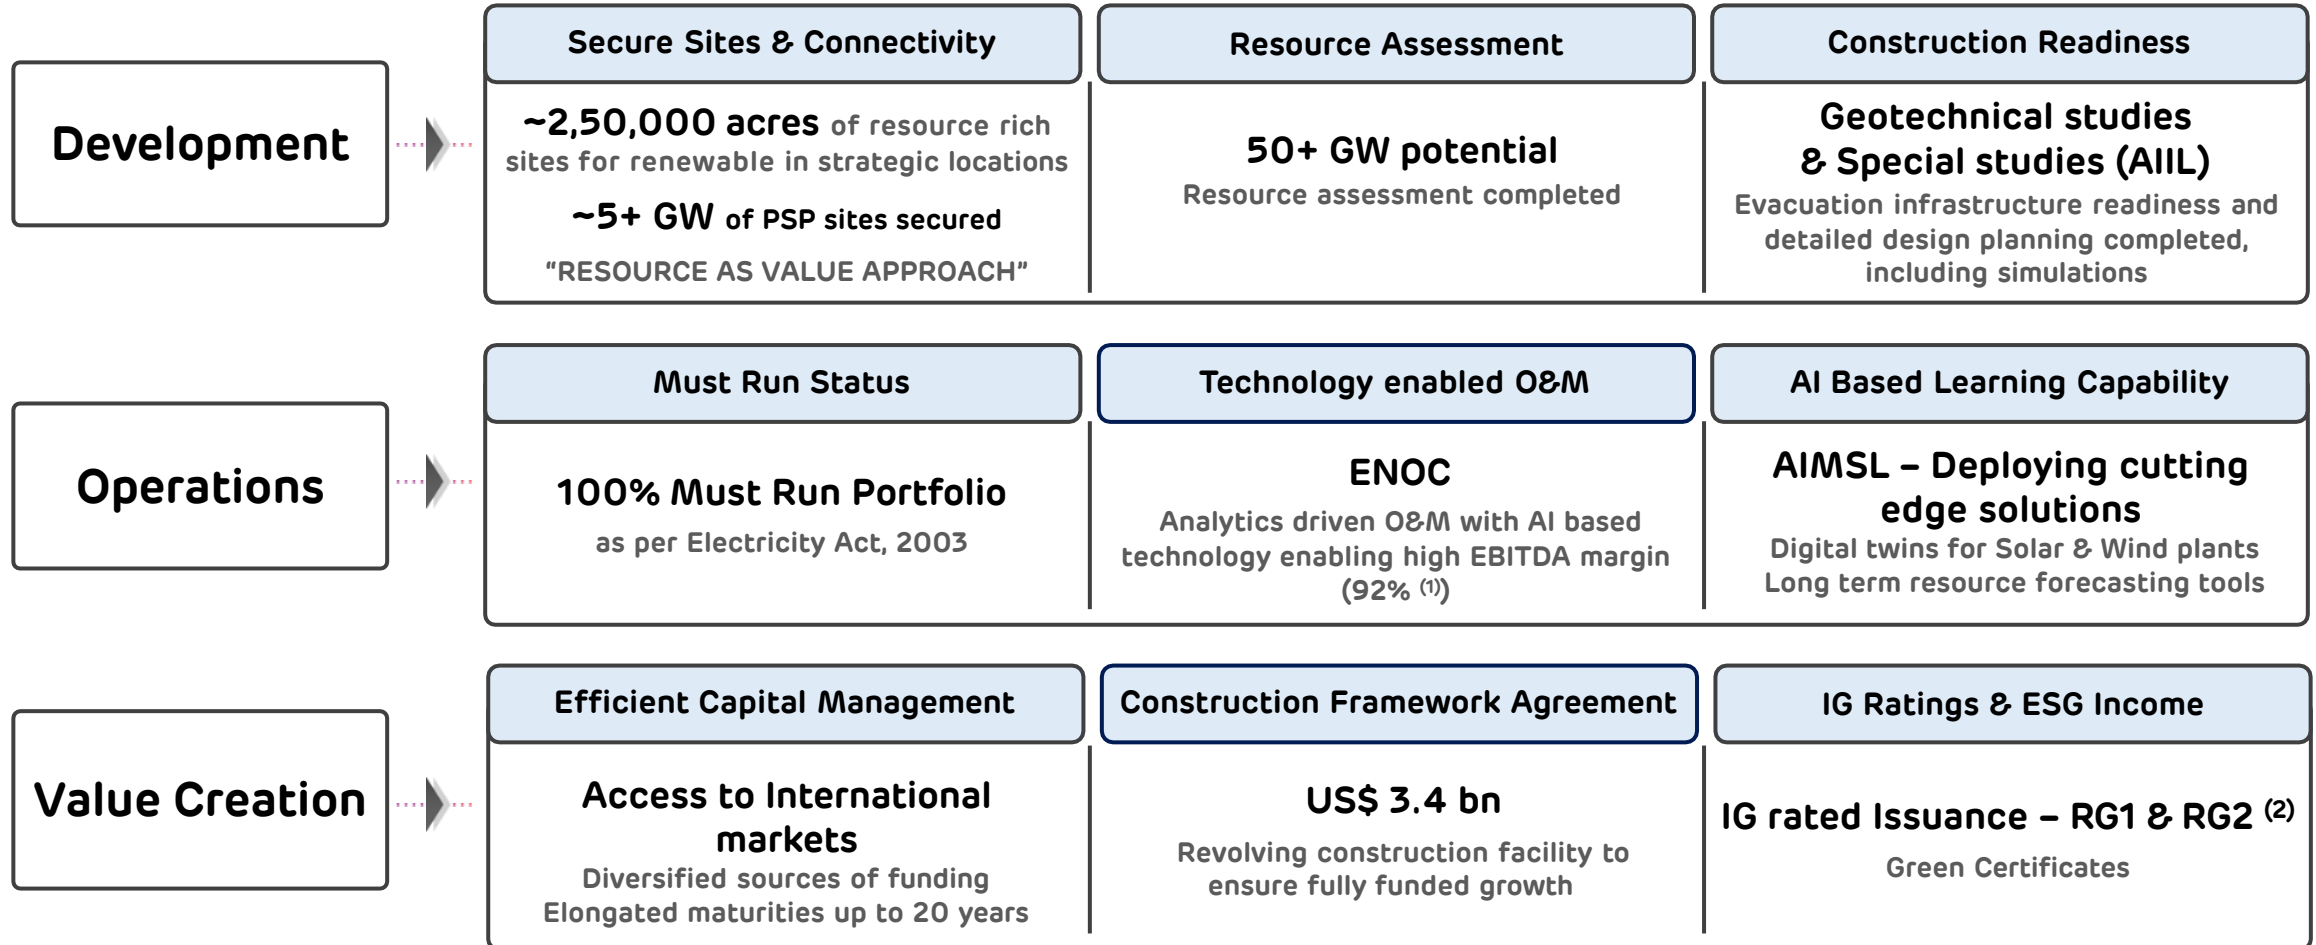 Development
Secure Sites & Connectivity
~2,50,000 acres of resource rich
sites for renewable in strategic locations
~5+ GW of PSP sites secured
“RESOURCE AS VALUE APPROACH”
Resource Assessment
50+ GW potential
Resource assessment completed
Construction Readiness
Geotechnical studies
& Special studies (AIIL)
Evacuation infrastructure readiness and
detailed design planning completed,
including simulations
Operations
Must Run Status
100% Must Run Portfolio
as per Electricity Act, 2003
Technology enabled O&M
ENOC
Analytics driven O&M with AI based
technology enabling high EBITDA margin
(92% (1))
AI Based Learning Capability
AIMSL – Deploying cutting
edge solutions
Digital twins for Solar & Wind plants
Long term resource forecasting tools
Value Creation
Efficient Capital Management
Access to International
markets
Diversified sources of funding
Elongated maturities up to 20 years
Construction Framework Agreement
US$ 3.4 bn
Revolving construction facility to
ensure fully funded growth
IG Ratings & ESG Income
IG rated Issuance – RG1 & RG2 (2)
Green Certificates